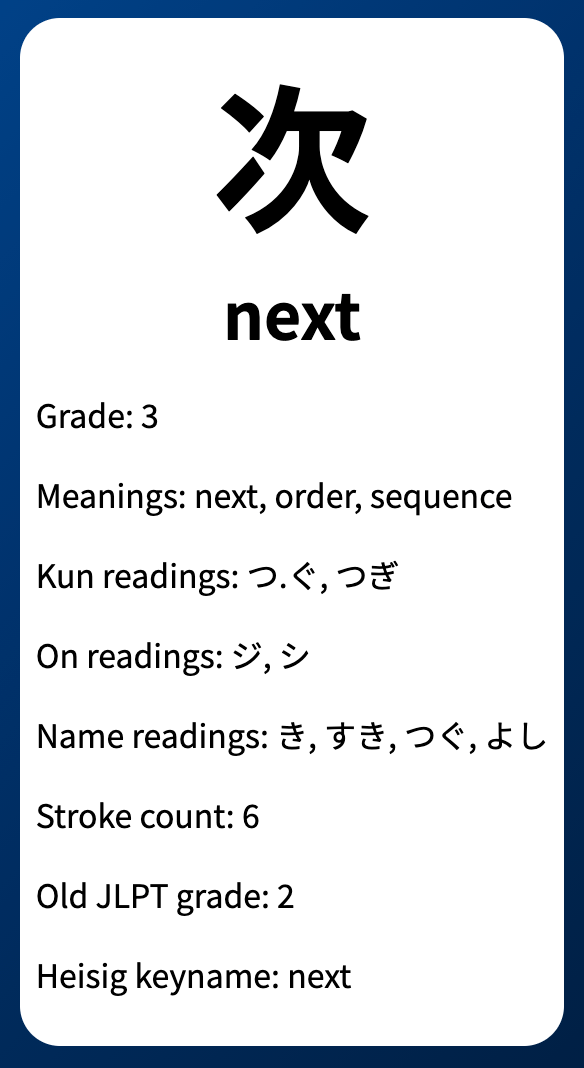 次
next
Grade: 3
Meanings: next, order, sequence
Kun readings: つ.ぐ, つぎ
On readings: ジ, シ
Name readings: き, すき, つぐ, よし
Stroke count: 6
Old JLPT grade: 2
Heisig keyname: next